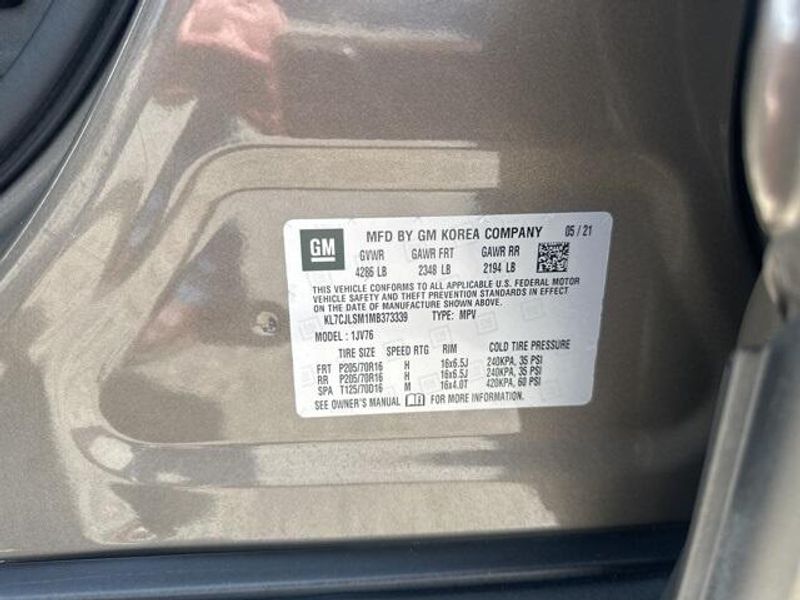 GM
MFD BY GM KOREA COMPANY 05 / 21
GVWR GAWR FRT GAWR RR
4286 LB 2348 LB 2194 LB
THIS VEHICLE CONFORMS TO ALL APPLICABLE U.S. FEDERAL MOTOR
VEHICLE SAFETY AND THEFT PREVENTION STANDARDS IN EFFECT
ON THE DATE OF MANUFACTURE SHOWN ABOVE.
KL7CJLSM1MB373339 TYPE: MPV
MODEL : 1JV76
TIRE SIZE SPEED RTG RIM COLD TIRE PRESSURE
FRT P205/70R16 H 16x6.5J 240KPA, 35 PSI
RR P205/70R16 H 16x6.5J 240KPA, 35 PSI
SPA T125/70D16 M 16x4.0T 420KPA, 60 PSI
SEE OWNER'S MANUAL FOR MORE INFORMATION.